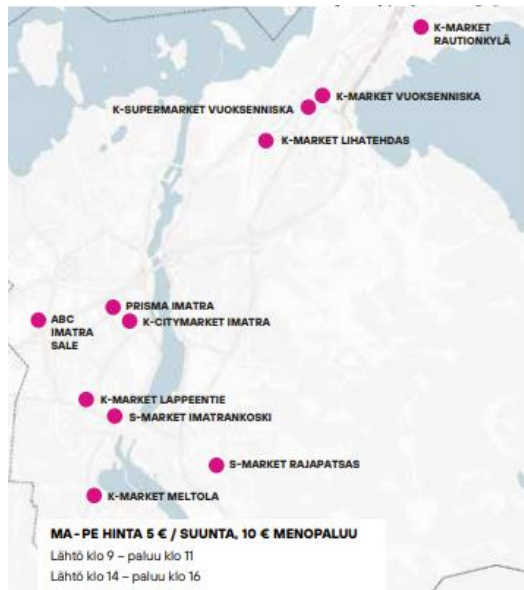 K-MARKET
RAUTIONKYLÄ
K-MARKET VUOKSENNISKA
K-SUPERMARKET VUOKSENNISKA
K-MARKET LIHATEHDAS
PRISMA IMATRA
K-CITYMARKET IMATRA
ABC
IMATRA
SALE
K-MARKET LAPPEENTIE
S-MARKET IMATRANKOSKI
S-MARKET RAJAPATSAS
K-MARKET MELTOLA
MA-PE HINTA 5 € / SUUNTA, 10 € MENOPALUU
Lähtö klo 9 – paluu klo 11
Lähtö klo 14 – paluu klo 16